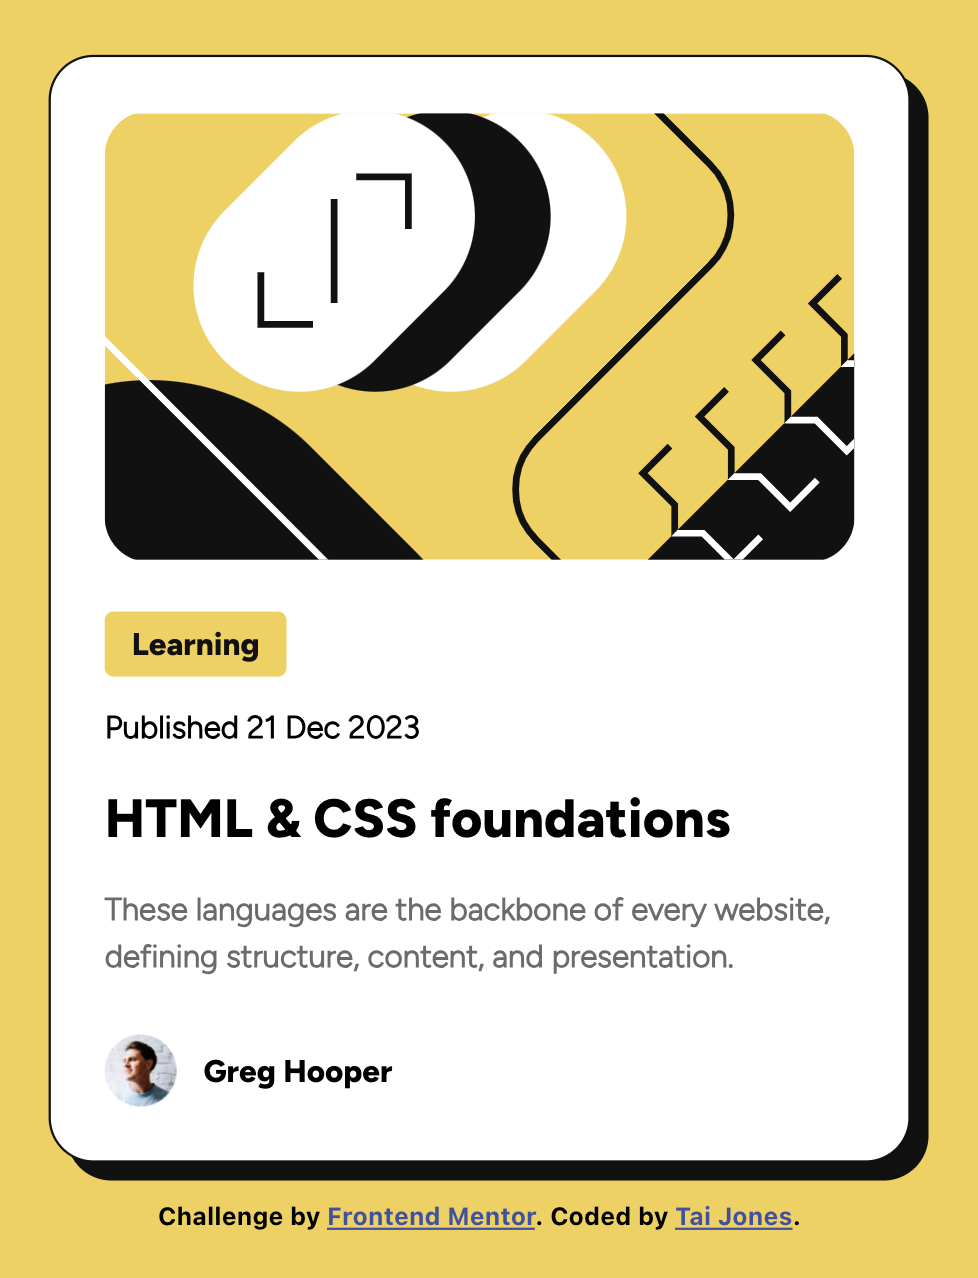 Learning
Published 21 Dec 2023
HTML & CSS foundations
These languages are the backbone of every website,
defining structure, content, and presentation.
Greg Hooper
Challenge by Frontend Mentor. Coded by Tai Jones.